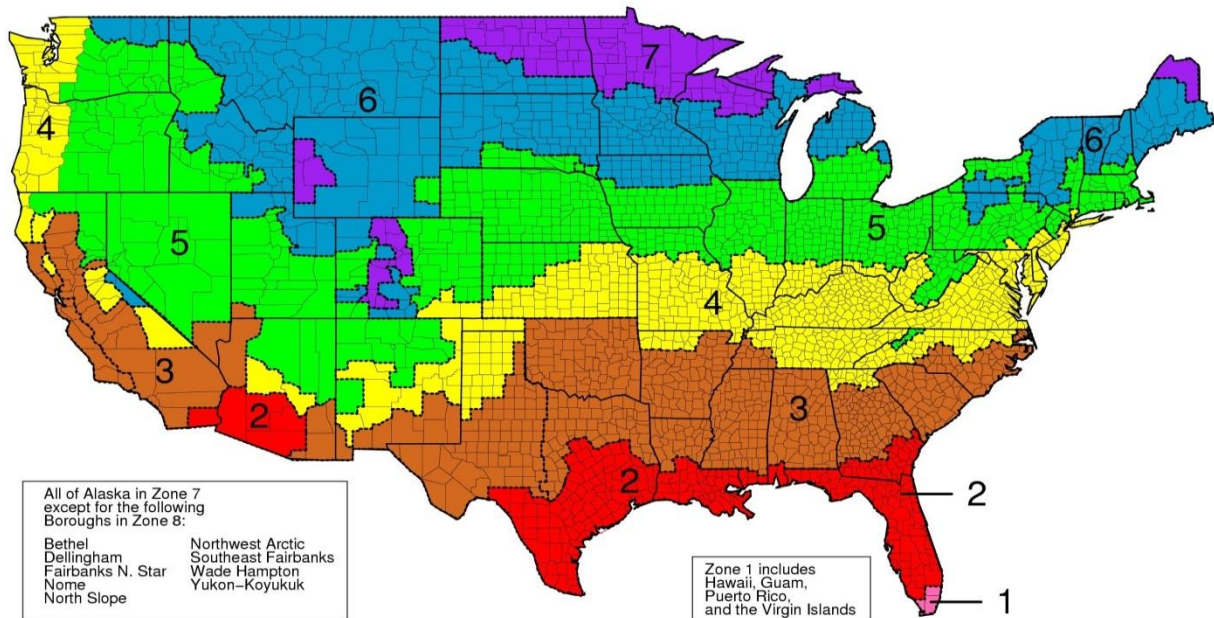 7
6
4
6
5
5
4
3
3
2
2
2
1
All of Alaska in Zone 7
except for the following
Boroughs in Zone 8:
Bethel Northwest Arctic
Dellingham Southeast Fairbanks
Fairbanks N. Star Wade Hampton
Nome Yukon-Koyukuk
North Slope
Zone 1 includes
Hawaii, Guam,
Puerto Rico,
and the Virgin Islands